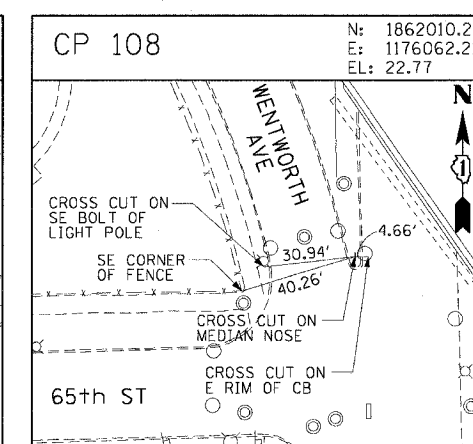 CP 108
N: 1862010.2
E: 1176062.2
EL: 22.77
N
1
WENTWORTH
AVE
CROSS CUT ON
SE BOLT OF
LIGHT POLE
SE CORNER
OF FENCE
30.94'
4.66'
40.26'
CROSS CUT ON
MEDIAN NOSE
CROSS CUT ON
E RIM OF CB
65th ST